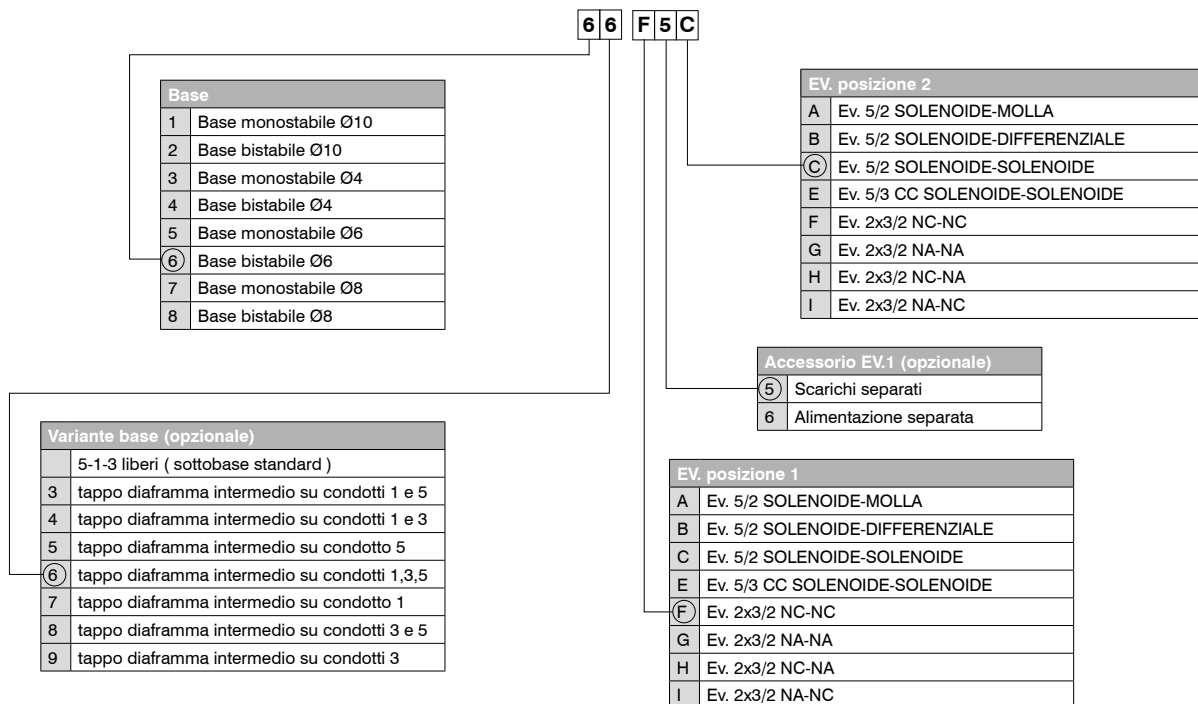 6 6 F 5 C
Base
1 Base monostabile Ø10
2 Base bistabile Ø10
3 Base monostabile Ø4
4 Base bistabile Ø4
5 Base monostabile Ø6
6 Base bistabile Ø6
7 Base monostabile Ø8
8 Base bistabile Ø8
EV. posizione 2
A Ev. 5/2 SOLENOIDE-MOLLA
B Ev. 5/2 SOLENOIDE-DIFFERENZIALE
C Ev. 5/2 SOLENOIDE-SOLENOIDE
E Ev. 5/3 CC SOLENOIDE-SOLENOIDE
F Ev. 2x3/2 NC-NC
G Ev. 2x3/2 NA-NA
H Ev. 2x3/2 NC-NA
I Ev. 2x3/2 NA-NC
Accessorio EV.1 (opzionale)
5 Scarichi separati
6 Alimentazione separata
Variante base (opzionale)
5-1-3 liberi ( sottobase standard )
3 tappo diaframma intermedio su condotti 1 e 5
4 tappo diaframma intermedio su condotti 1 e 3
5 tappo diaframma intermedio su condotto 5
6 tappo diaframma intermedio su condotti 1,3,5
7 tappo diaframma intermedio su condotto 1
8 tappo diaframma intermedio su condotti 3 e 5
9 tappo diaframma intermedio su condotti 3
EV. posizione 1
A Ev. 5/2 SOLENOIDE-MOLLA
B Ev. 5/2 SOLENOIDE-DIFFERENZIALE
C Ev. 5/2 SOLENOIDE-SOLENOIDE
E Ev. 5/3 CC SOLENOIDE-SOLENOIDE
F Ev. 2x3/2 NC-NC
G Ev. 2x3/2 NA-NA
H Ev. 2x3/2 NC-NA
I Ev. 2x3/2 NA-NC